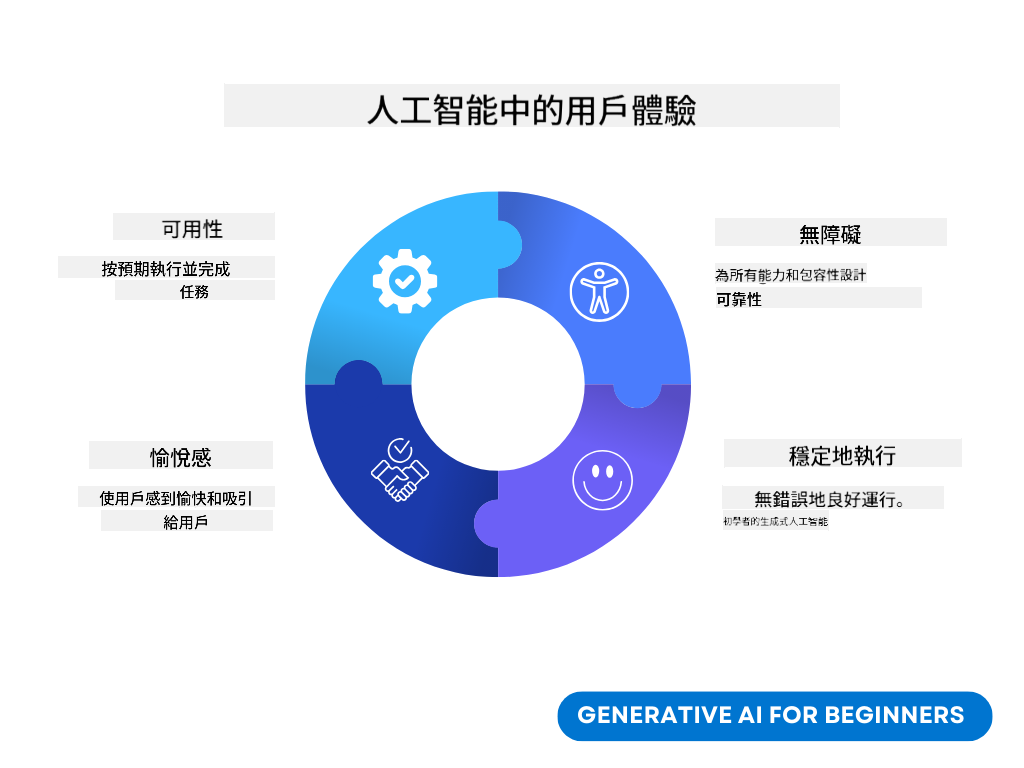 人工智能中的用戶體驗
可用性
按預期執行並完成
任務
無障礙
為所有能力和包容性設計
可靠性
愉悅感
使用戶感到愉快和吸引
給用戶
穩定地執行
無錯誤地良好運行。
初學者的生成式人工智能
GENERATIVE AI FOR BEGINNERS